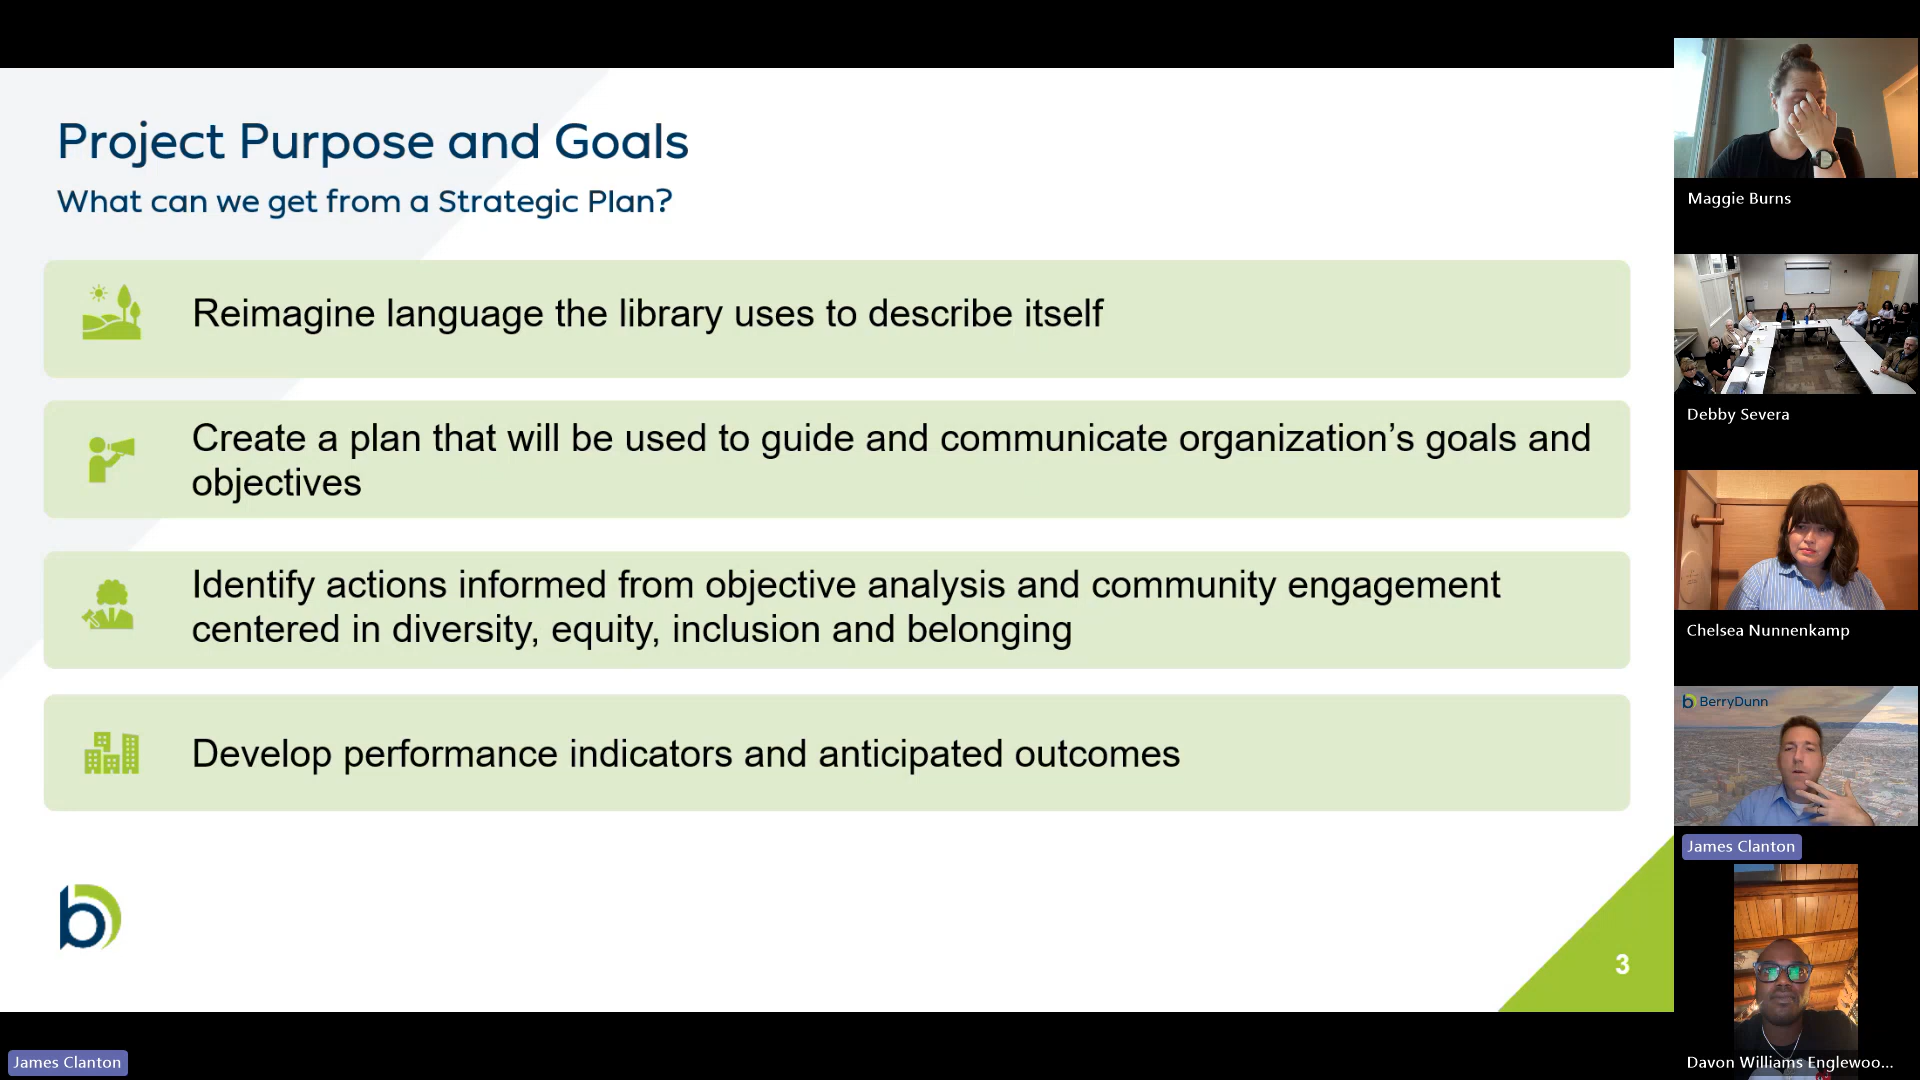 Project Purpose and Goals
What can we get from a Strategic Plan?
Reimagine language the library uses to describe itself
Create a plan that will be used to guide and communicate organization’s goals and
objectives
Identify actions informed from objective analysis and community engagement
centered in diversity, equity, inclusion and belonging
Develop performance indicators and anticipated outcomes
b
3
James Clanton
Maggie Burns
Debby Severa
Chelsea Nunnenkamp
BerryDunn
James Clanton
Davon Williams Englewoo...